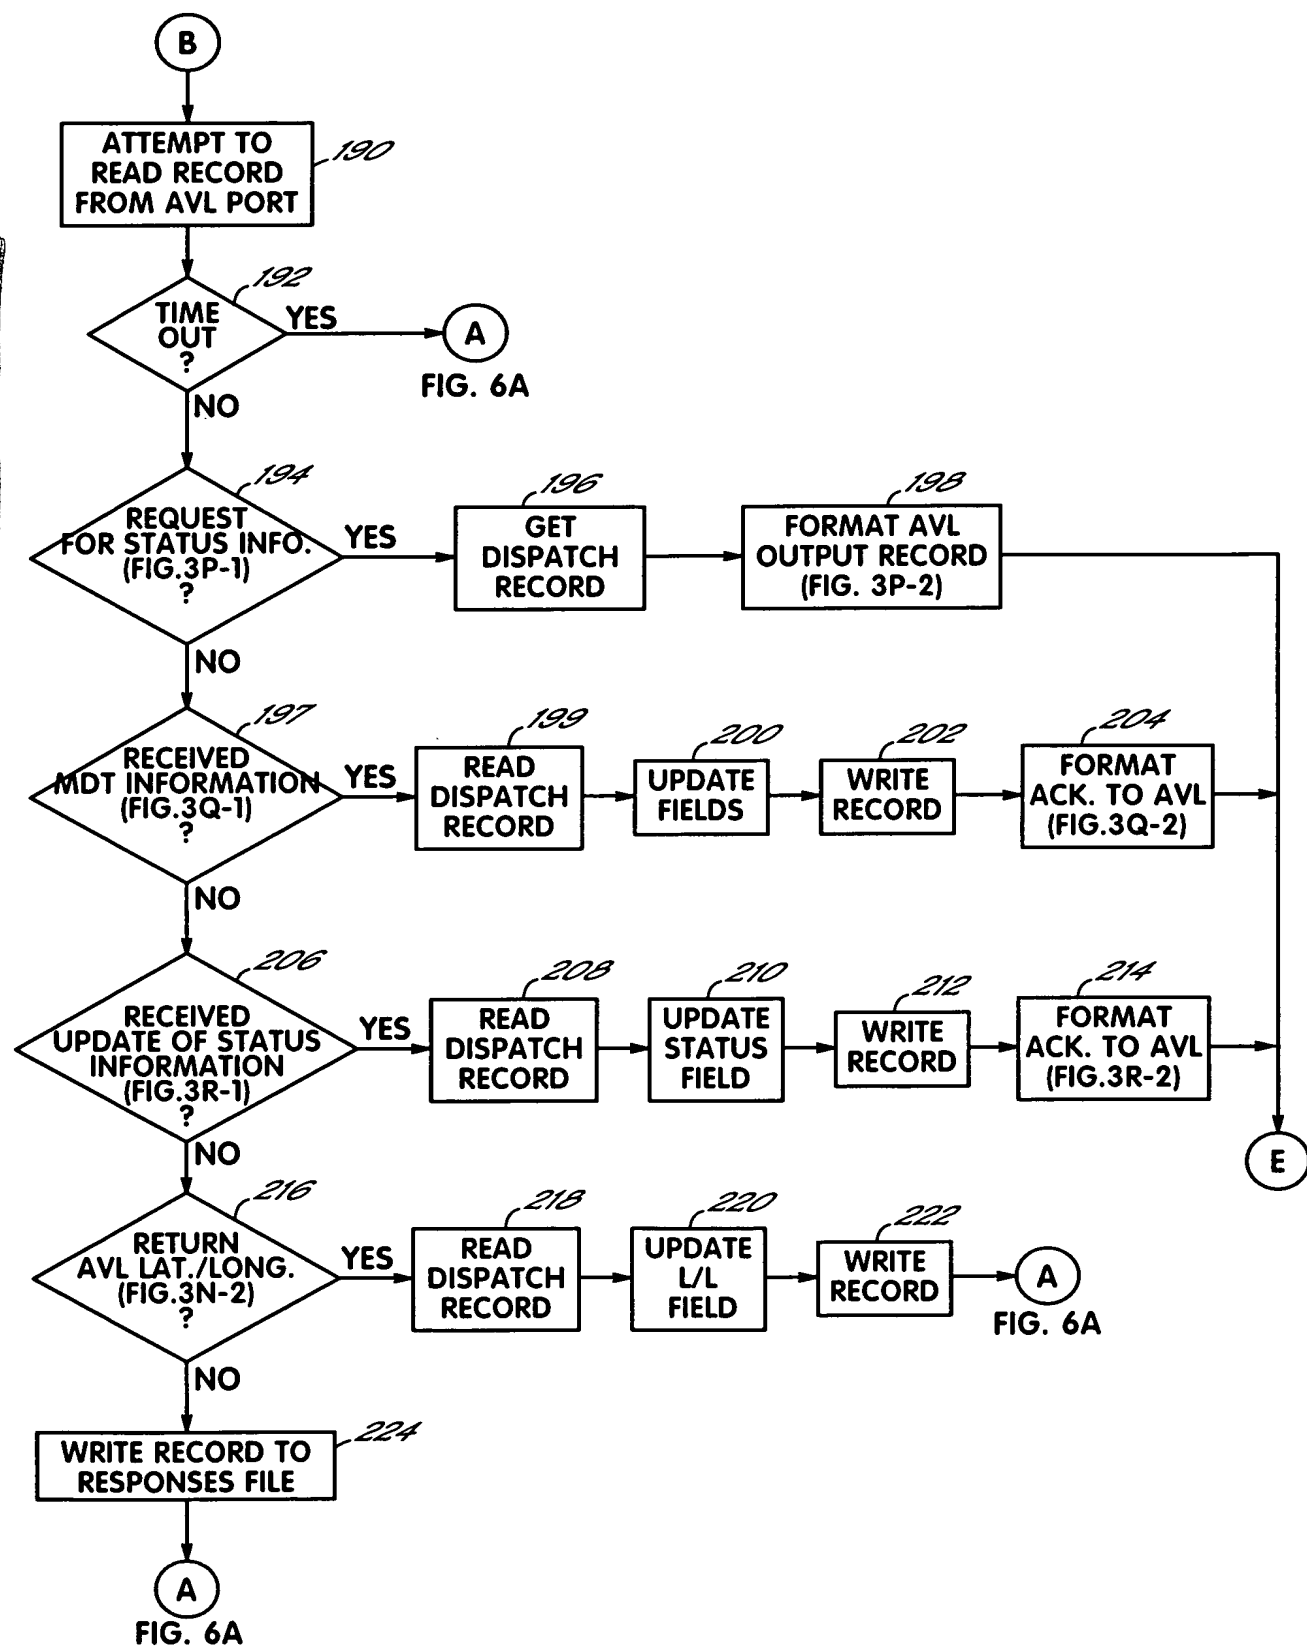 B
ATTEMPT TO
READ RECORD
FROM AVL PORT
190
TIME
OUT
?
192
YES
A
FIG. 6A
NO
REQUEST
FOR STATUS INFO.
(FIG.3P-1)
?
194
YES
GET
DISPATCH
RECORD
196
FORMAT AVL
OUTPUT RECORD
(FIG. 3P-2)
198
NO
RECEIVED
MDT INFORMATION
(FIG.3Q-1)
?
197
YES
READ
DISPATCH
RECORD
199
UPDATE
FIELDS
200
WRITE
RECORD
202
FORMAT
ACK. TO AVL
(FIG.3Q-2)
204
NO
RECEIVED
UPDATE OF STATUS
INFORMATION
(FIG.3R-1)
?
206
YES
READ
DISPATCH
RECORD
208
UPDATE
STATUS
FIELD
210
WRITE
RECORD
212
FORMAT
ACK. TO AVL
(FIG.3R-2)
214
E
NO
RETURN
AVL LAT./LONG.
(FIG.3N-2)
?
216
YES
READ
DISPATCH
RECORD
218
UPDATE
L/L
FIELD
220
WRITE
RECORD
222
A
FIG. 6A
NO
WRITE RECORD TO
RESPONSES FILE
224
A
FIG. 6A